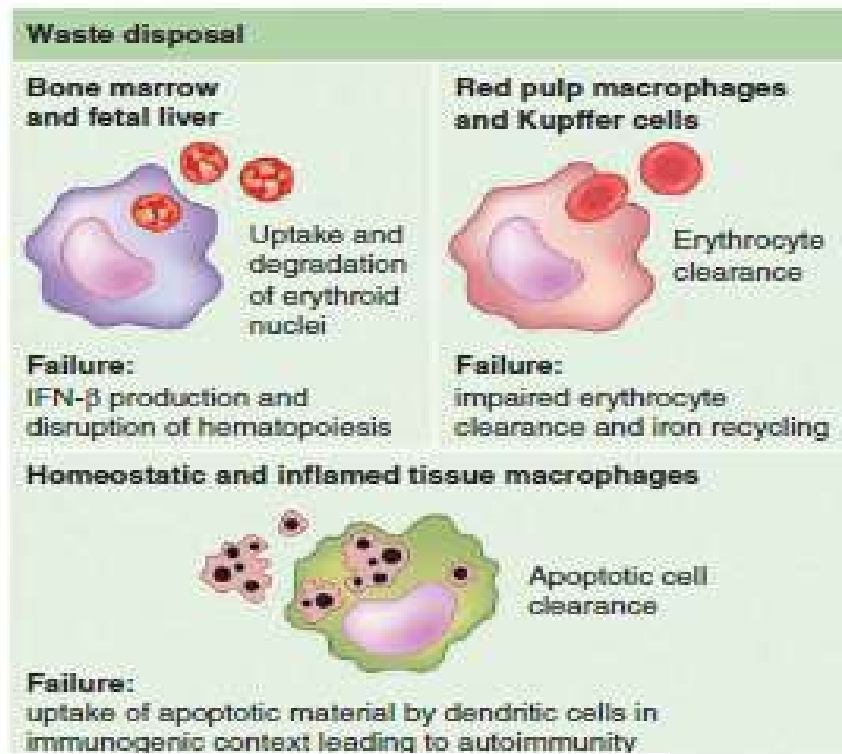 Waste disposal
Bone marrow
and fetal liver
Uptake and
degradation
of erythroid
nuclei
Failure:
IFN-β production and
disruption of hematopoiesis
Red pulp macrophages
and Kupffer cells
Erythrocyte
clearance
Failure:
impaired erythrocyte
clearance and iron recycling
Homeostatic and inflamed tissue macrophages
Apoptotic cell
clearance
Failure:
uptake of apoptotic material by dendritic cells in
immunogenic context leading to autoimmunity